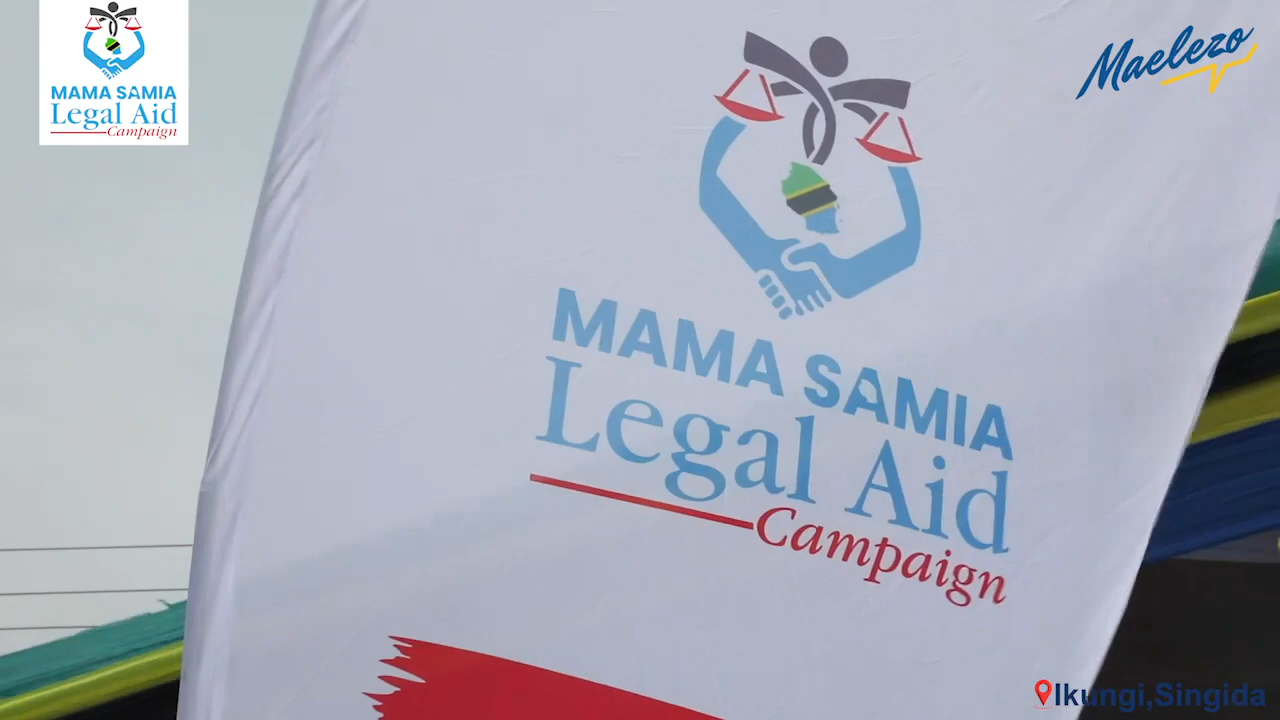 MAMA SAMIA
Legal Aid
Campaign
Maelezo
MAMA SAMIA
Legal Aid
Campaign
Ikungi,Singida